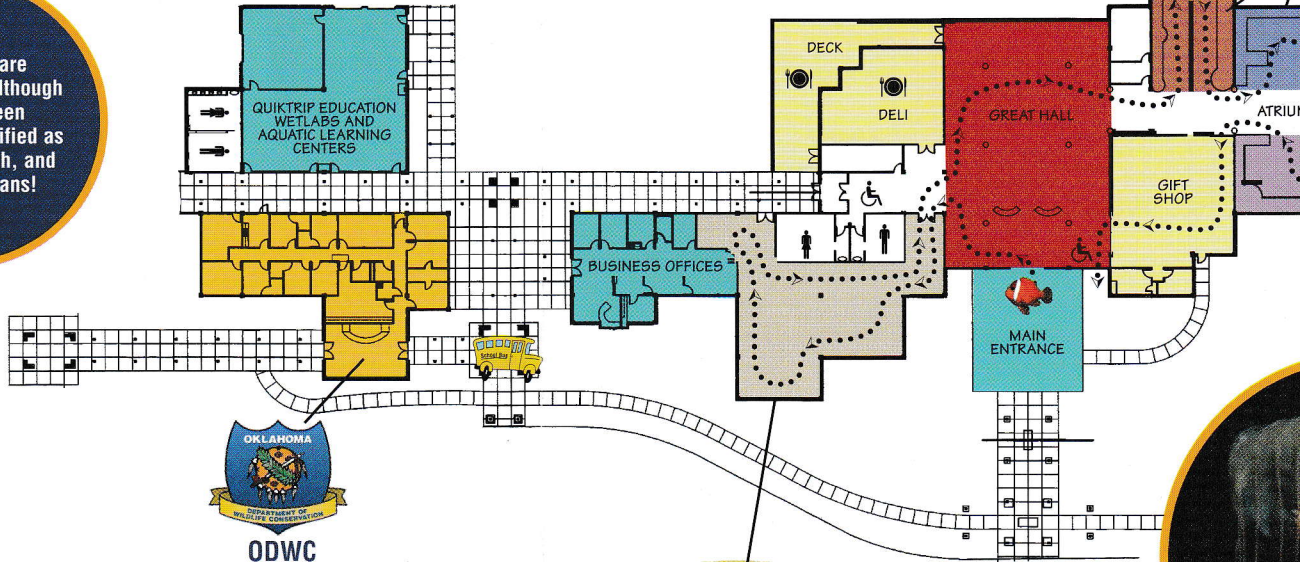 are
lthough
een
ified as
h, and
ans!
QUIKTRIP EDUCATION
WETLABS AND
AQUATIC LEARNING
CENTERS
DECK
DELI
GREAT HALL
ATRIUM
GIFT
SHOP
BUSINESS OFFICES
MAIN
ENTRANCE
School Bus
OKLAHOMA
DEPARTMENT OF
WILDLIFE CONSERVATION
ODWC